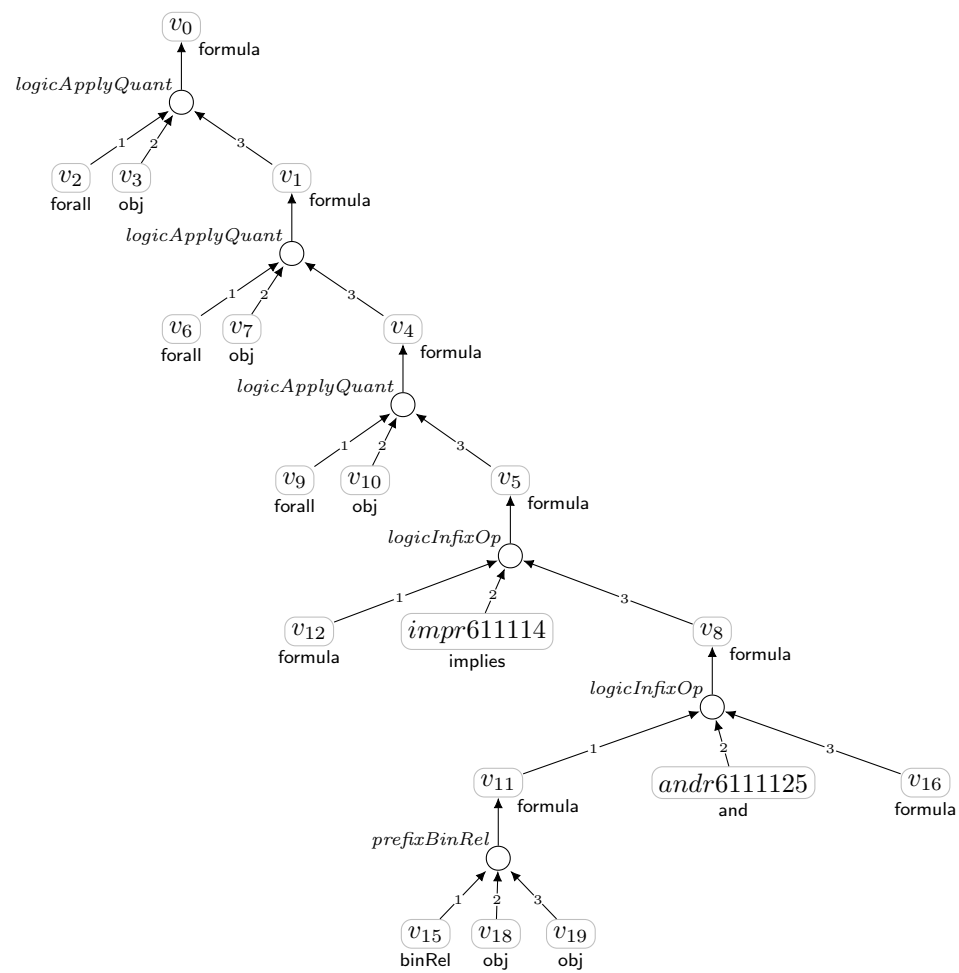 v0
formula
logicApplyQuant
1 2 3
v2 v3 v1
forall obj formula
logicApplyQuant
1 2 3
v6 v7 v4
forall obj formula
logicApplyQuant
1 2 3
v9 v10 v5
forall obj formula
logicInfixOp
1 2 3
v12 impr611114 v8
formula implies formula
logicInfixOp
1 2 3
v11 andr6111125 v16
formula and formula
prefixBinRel
1 2 3
v15 v18 v19
binRel obj obj